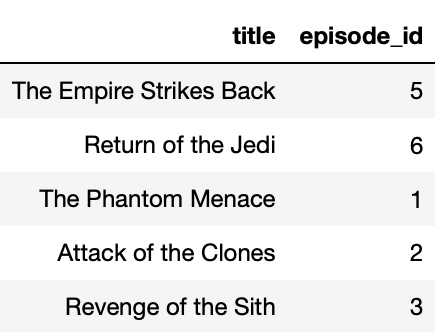 title episode_id
The Empire Strikes Back 5
Return of the Jedi 6
The Phantom Menace 1
Attack of the Clones 2
Revenge of the Sith 3